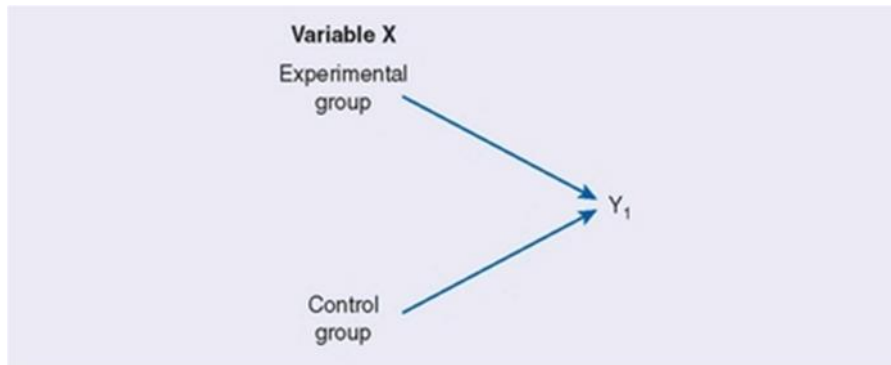 Variable X
Experimental
group
Y₁
Control
group